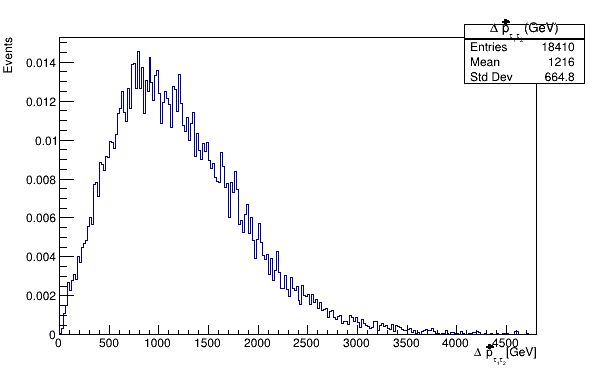 Δ p⃗ τ₁τ₂ (GeV)
Entries 18410
Mean 1216
Std Dev 664.8
Events
0.014
0.012
0.01
0.008
0.006
0.004
0.002
0
0 500 1000 1500 2000 2500 3000 3500 4000 4500
Δ p⃗ τ₁τ₂ [GeV]